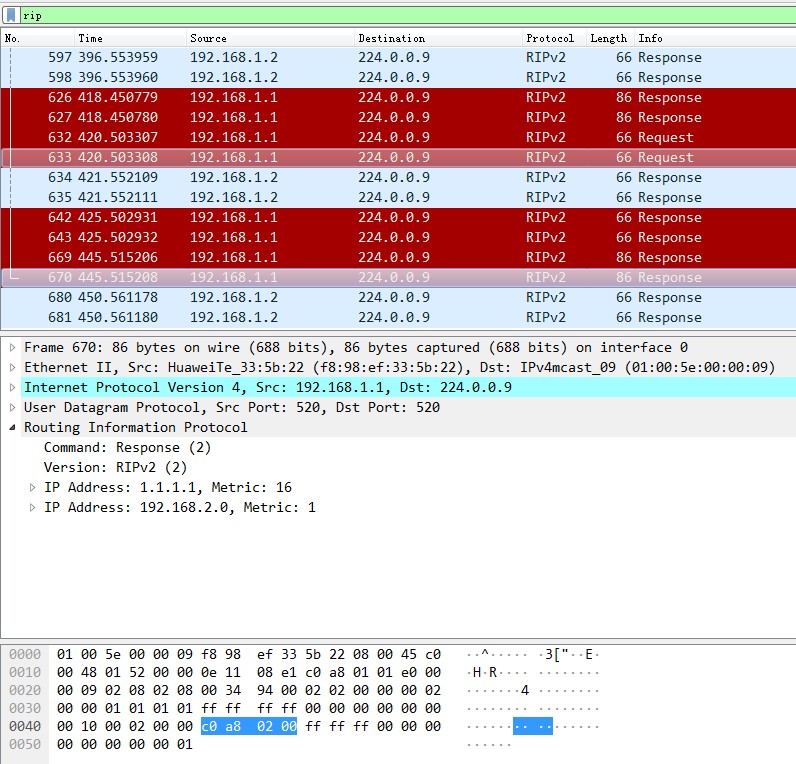 rip
No. Time Source Destination Protocol Length Info
597 396.553959 192.168.1.2 224.0.0.9 RIPv2 66 Response
598 396.553960 192.168.1.2 224.0.0.9 RIPv2 66 Response
626 418.450779 192.168.1.1 224.0.0.9 RIPv2 86 Response
627 418.450780 192.168.1.1 224.0.0.9 RIPv2 86 Response
632 420.503307 192.168.1.1 224.0.0.9 RIPv2 66 Request
633 420.503308 192.168.1.1 224.0.0.9 RIPv2 66 Request
634 421.552109 192.168.1.2 224.0.0.9 RIPv2 66 Response
635 421.552111 192.168.1.2 224.0.0.9 RIPv2 66 Response
642 425.502931 192.168.1.1 224.0.0.9 RIPv2 66 Response
643 425.502932 192.168.1.1 224.0.0.9 RIPv2 66 Response
669 445.515206 192.168.1.1 224.0.0.9 RIPv2 86 Response
670 445.515208 192.168.1.1 224.0.0.9 RIPv2 86 Response
680 450.561178 192.168.1.2 224.0.0.9 RIPv2 66 Response
681 450.561180 192.168.1.2 224.0.0.9 RIPv2 66 Response
Frame 670: 86 bytes on wire (688 bits), 86 bytes captured (688 bits) on interface 0
Ethernet II, Src: HuaweiTe_33:5b:22 (f8:98:ef:33:5b:22), Dst: IPv4mcast_09 (01:00:5e:00:00:09)
Internet Protocol Version 4, Src: 192.168.1.1, Dst: 224.0.0.9
User Datagram Protocol, Src Port: 520, Dst Port: 520
Routing Information Protocol
Command: Response (2)
Version: RIPv2 (2)
IP Address: 1.1.1.1, Metric: 16
IP Address: 192.168.2.0, Metric: 1
0000 01 00 5e 00 00 09 f8 98 ef 33 5b 22 08 00 45 c0 ··^····· ·3["··E·
0010 00 48 01 52 00 00 0e 11 08 e1 c0 a8 01 01 e0 00 ·H·R···· ········
0020 00 09 02 08 02 08 00 34 94 00 02 02 00 00 00 02 ·······4 ········
0030 00 00 01 01 01 01 ff ff ff ff 00 00 00 00 00 00 ········ ········
0040 00 10 00 02 00 00 c0 a8 02 00 ff ff ff 00 00 00 ········ ········
0050 00 00 00 00 00 01 ······